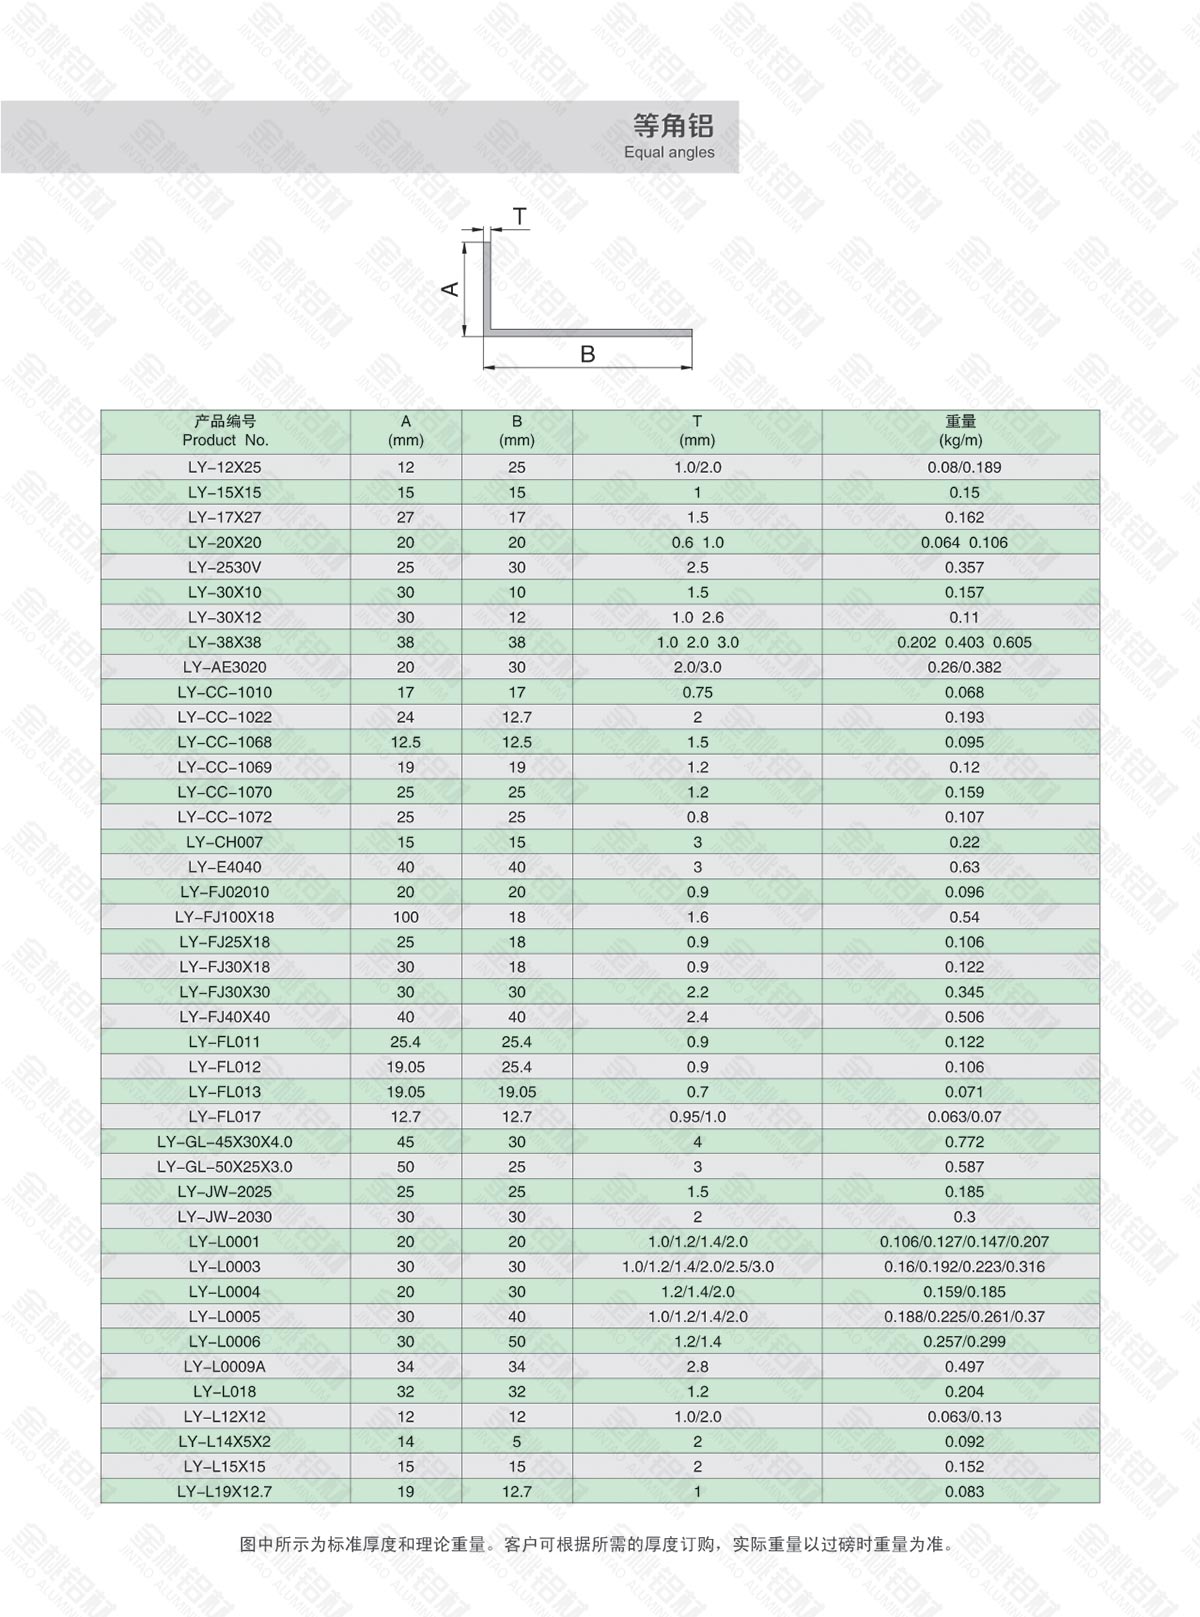 等角铝
Equal angles
T
A
B
产品编号 A B T 重量
Product No. (mm) (mm) (mm) (kg/m)
LY-12X25 12 25 1.0/2.0 0.08/0.189
LY-15X15 15 15 1 0.15
LY-17X27 27 17 1.5 0.162
LY-20X20 20 20 0.6 1.0 0.064 0.106
LY-2530V 25 30 2.5 0.357
LY-30X10 30 10 1.5 0.157
LY-30X12 30 12 1.0 2.6 0.11
LY-38X38 38 38 1.0 2.0 3.0 0.202 0.403 0.605
LY-AE3020 20 30 2.0/3.0 0.26/0.382
LY-CC-1010 17 17 0.75 0.068
LY-CC-1022 24 12.7 2 0.193
LY-CC-1068 12.5 12.5 1.5 0.095
LY-CC-1069 19 19 1.2 0.12
LY-CC-1070 25 25 1.2 0.159
LY-CC-1072 25 25 0.8 0.107
LY-CH007 15 15 3 0.22
LY-E4040 40 40 3 0.63
LY-FJ02010 20 20 0.9 0.096
LY-FJ100X18 100 18 1.6 0.54
LY-FJ25X18 25 18 0.9 0.106
LY-FJ30X18 30 18 0.9 0.122
LY-FJ30X30 30 30 2.2 0.345
LY-FJ40X40 40 40 2.4 0.506
LY-FL011 25.4 25.4 0.9 0.122
LY-FL012 19.05 25.4 0.9 0.106
LY-FL013 19.05 19.05 0.7 0.071
LY-FL017 12.7 12.7 0.95/1.0 0.063/0.07
LY-GL-45X30X4.0 45 30 4 0.772
LY-GL-50X25X3.0 50 25 3 0.587
LY-JW-2025 25 25 1.5 0.185
LY-JW-2030 30 30 2 0.3
LY-L0001 20 20 1.0/1.2/1.4/2.0 0.106/0.127/0.147/0.207
LY-L0003 30 30 1.0/1.2/1.4/2.0/2.5/3.0 0.16/0.192/0.223/0.316
LY-L0004 20 30 1.2/1.4/2.0 0.159/0.185
LY-L0005 30 40 1.0/1.2/1.4/2.0 0.188/0.225/0.261/0.37
LY-L0006 30 50 1.2/1.4 0.257/0.299
LY-L0009A 34 34 2.8 0.497
LY-L018 32 32 1.2 0.204
LY-L12X12 12 12 1.0/2.0 0.063/0.13
LY-L14X5X2 14 5 2 0.092
LY-L15X15 15 15 2 0.152
LY-L19X12.7 19 12.7 1 0.083
图中所示为标准厚度和理论重量。客户可根据所需的厚度订购，实际重量以过磅时重量为准。
金桃铝材
JINTAO ALUMINIUM